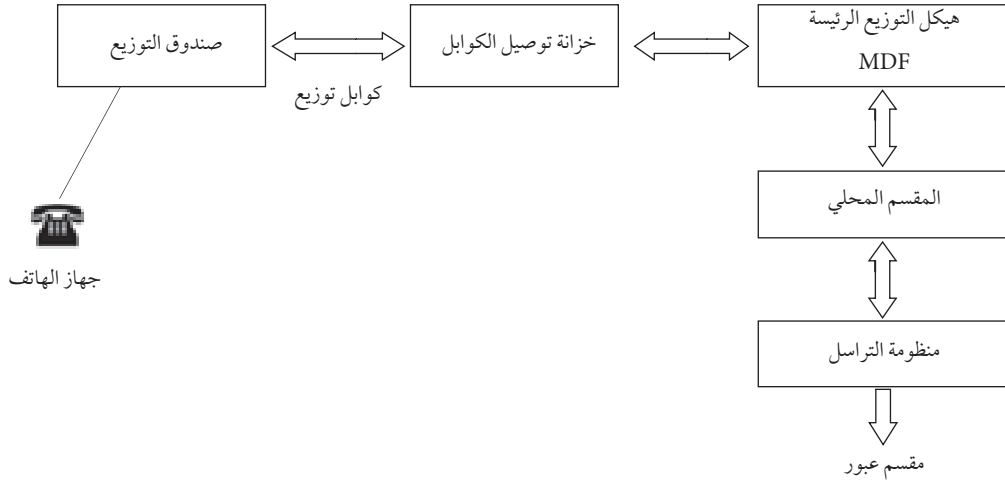 هيكل التوزيع الرئيسة
MDF
خزانة توصيل الكوابل
صندوق التوزيع
كوابل توزيع
المقسم المحلي
جهاز الهاتف
منظومة التراسل
مقسم عبور